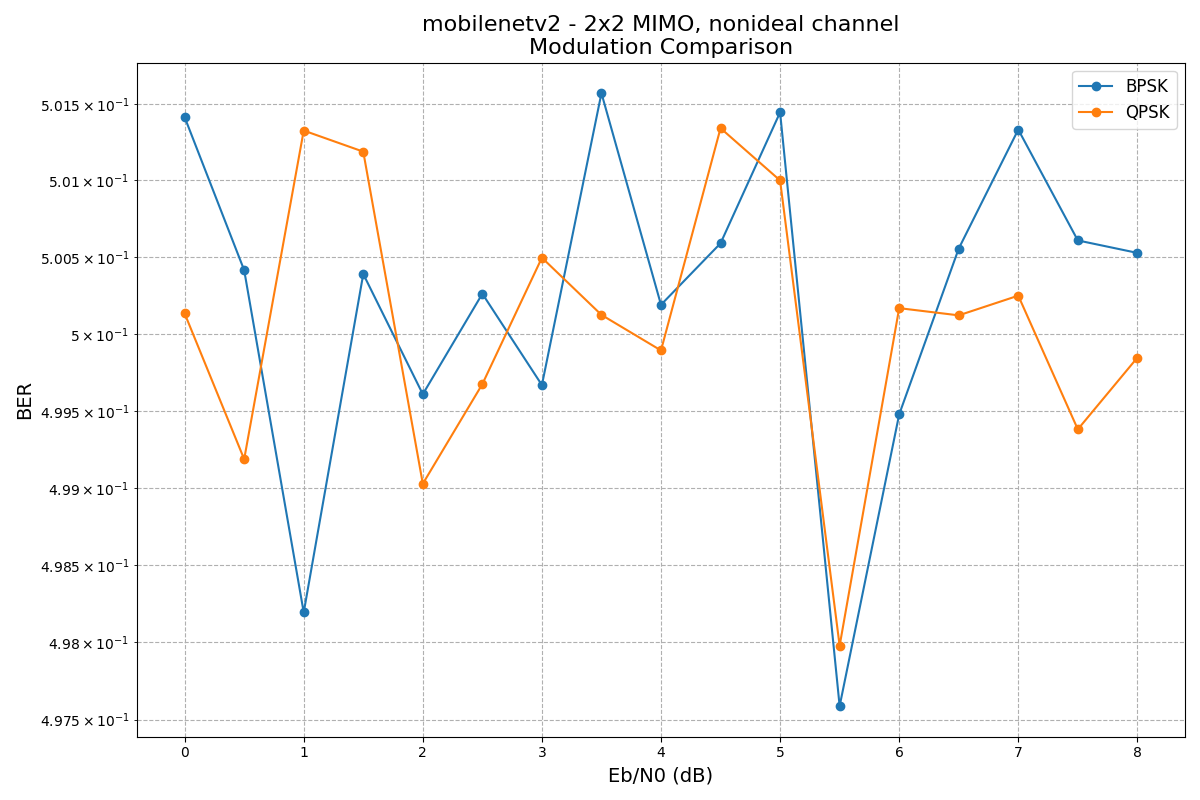 mobilenetv2 - 2x2 MIMO, nonideal channel
Modulation Comparison
BPSK
QPSK
BER
5.015 × 10⁻¹
5.01 × 10⁻¹
5.005 × 10⁻¹
5 × 10⁻¹
4.995 × 10⁻¹
4.99 × 10⁻¹
4.985 × 10⁻¹
4.98 × 10⁻¹
4.975 × 10⁻¹
0 1 2 3 4 5 6 7 8
Eb/N0 (dB)